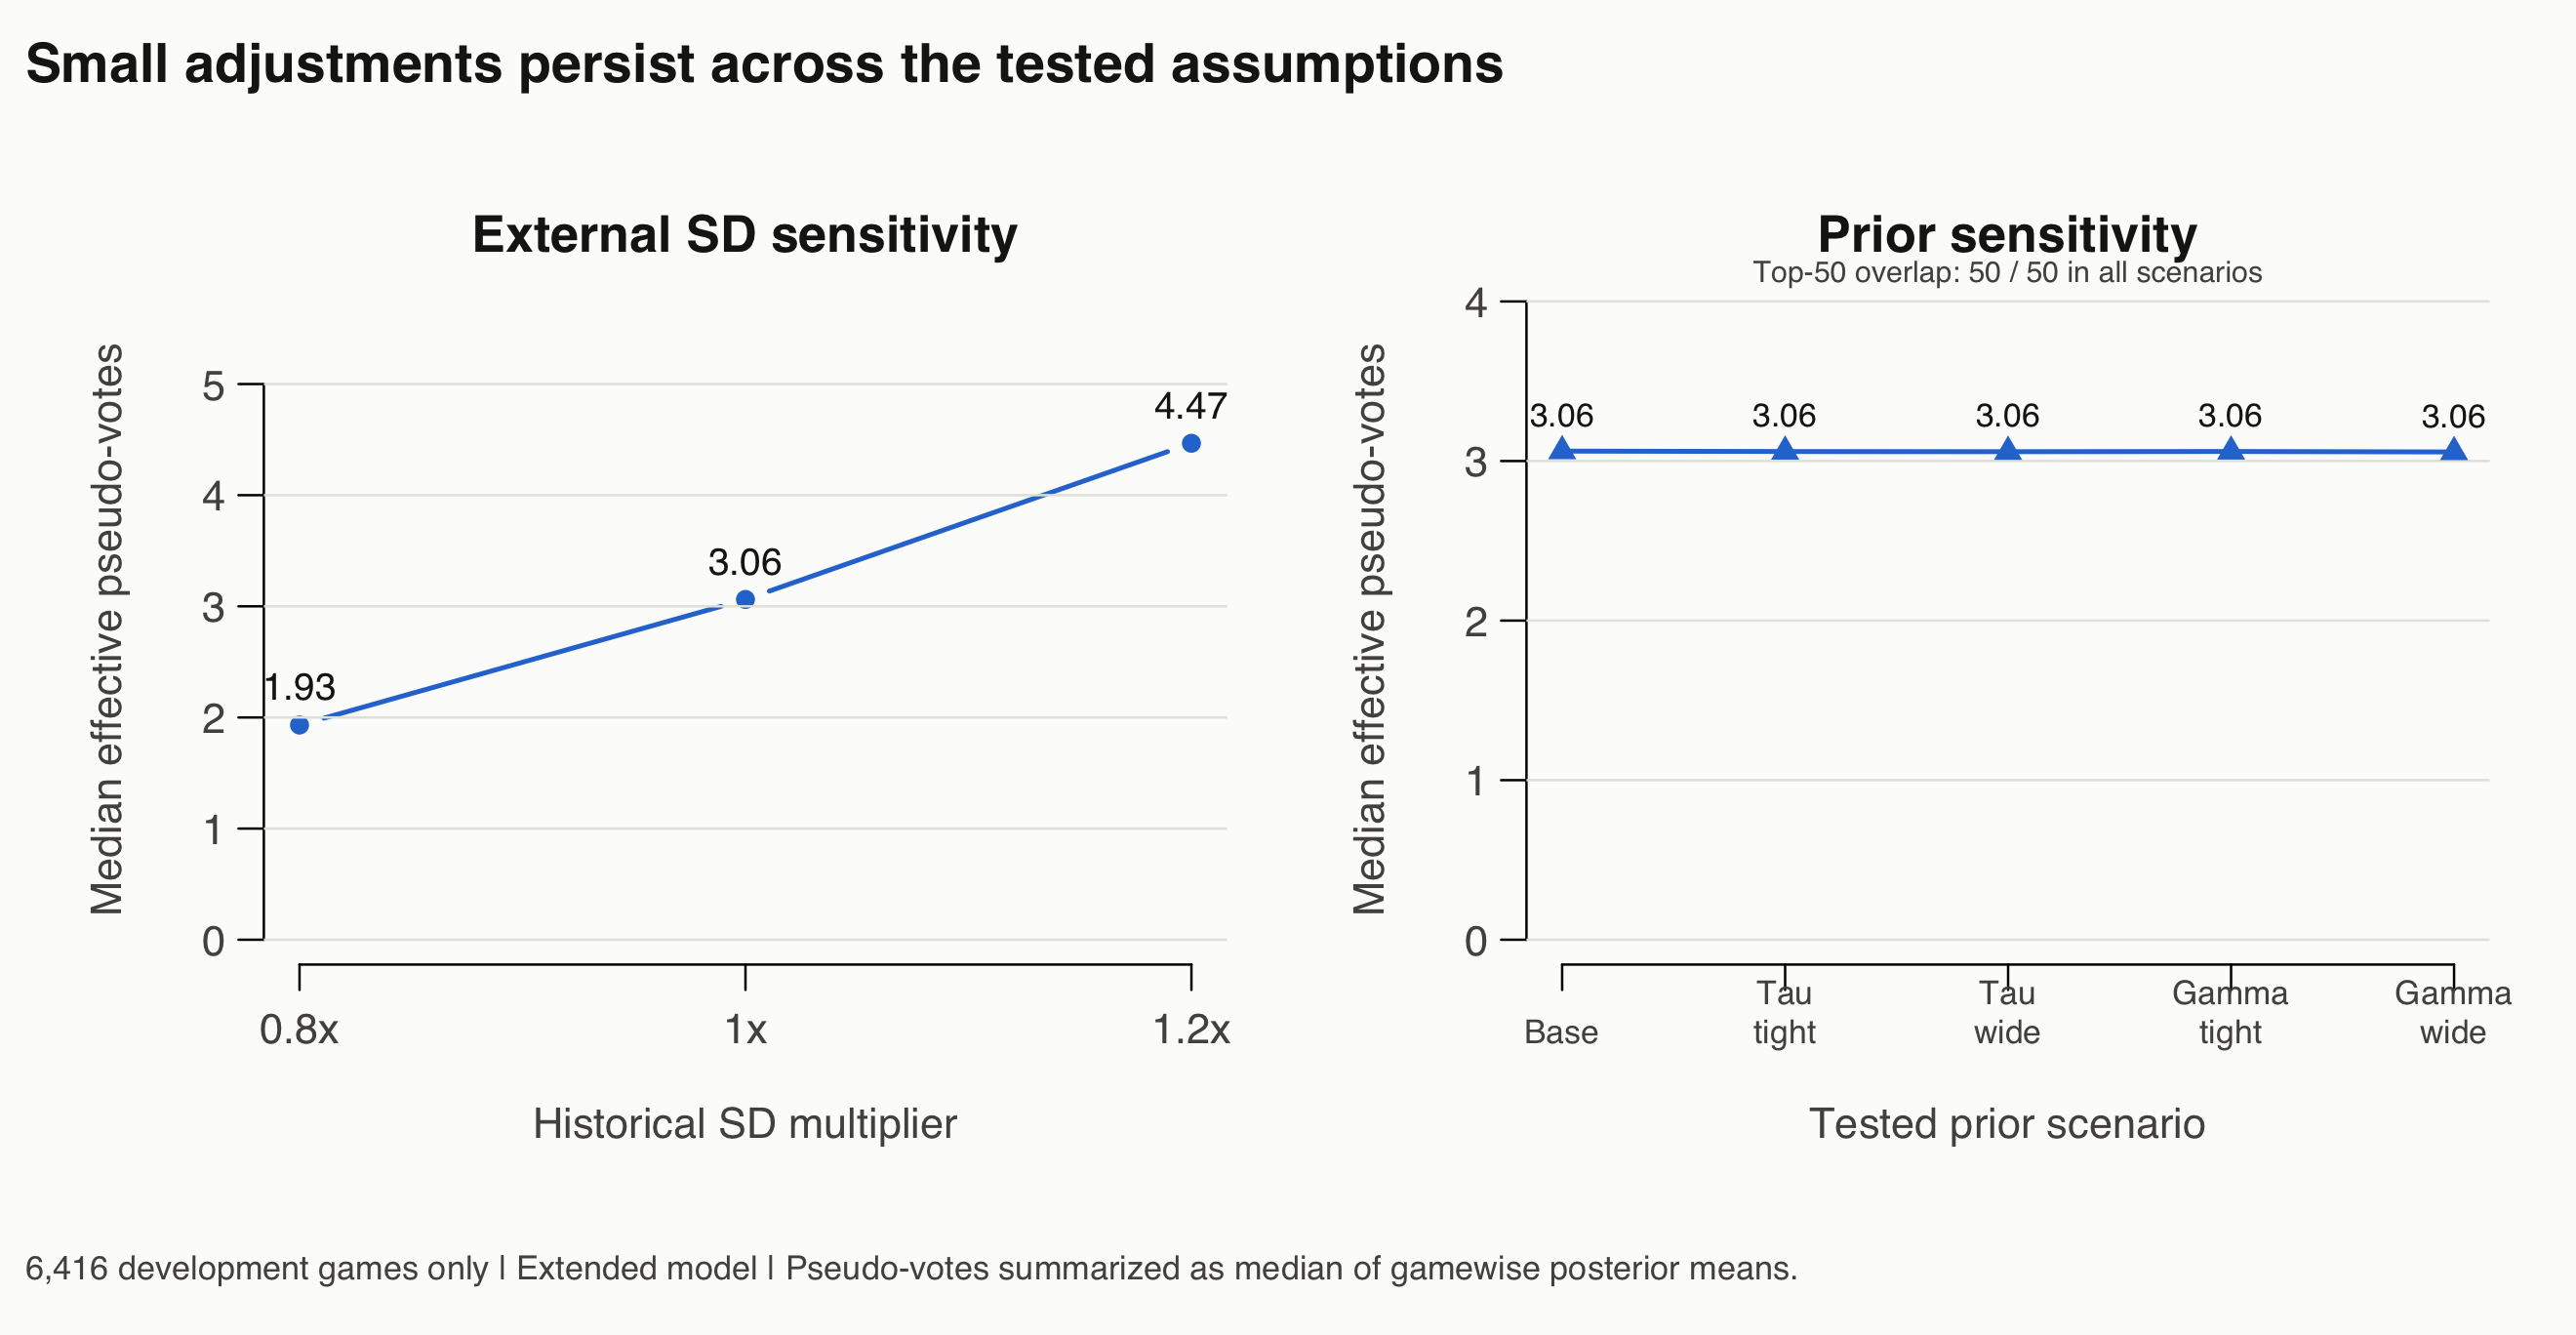 Small adjustments persist across the tested assumptions
External SD sensitivity
Median effective pseudo-votes
5
4
3
2
1
0
1.93
3.06
4.47
0.8x
1x
1.2x
Historical SD multiplier
Prior sensitivity
Top-50 overlap: 50 / 50 in all scenarios
Median effective pseudo-votes
4
3
2
1
0
3.06
3.06
3.06
3.06
3.06
Base
Tau
tight
Tau
wide
Gamma
tight
Gamma
wide
Tested prior scenario
6,416 development games only | Extended model | Pseudo-votes summarized as median of gamewise posterior means.